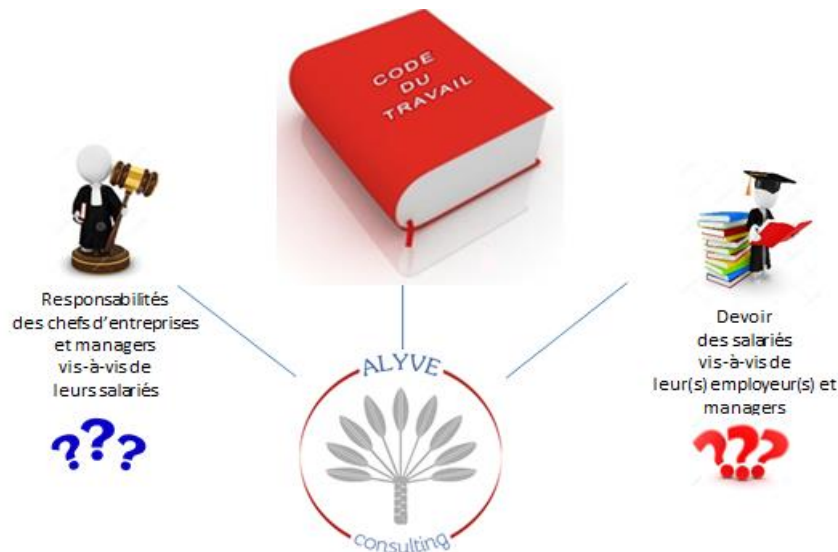 CODE
DU
TRAVAIL
Responsabilités
des chefs d'entreprises
et managers
vis-à-vis de
leurs salariés
???
Devoir
des salariés
vis-à-vis de
leur(s) employeur(s) et
managers
???
ALYVE
consulting